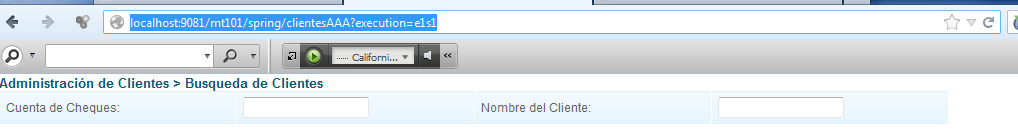 localhost:9081/mt101/spring/clientesAAA?execution=e1s1
Californi...
Administración de Clientes > Busqueda de Clientes
Cuenta de Cheques: Nombre del Cliente: